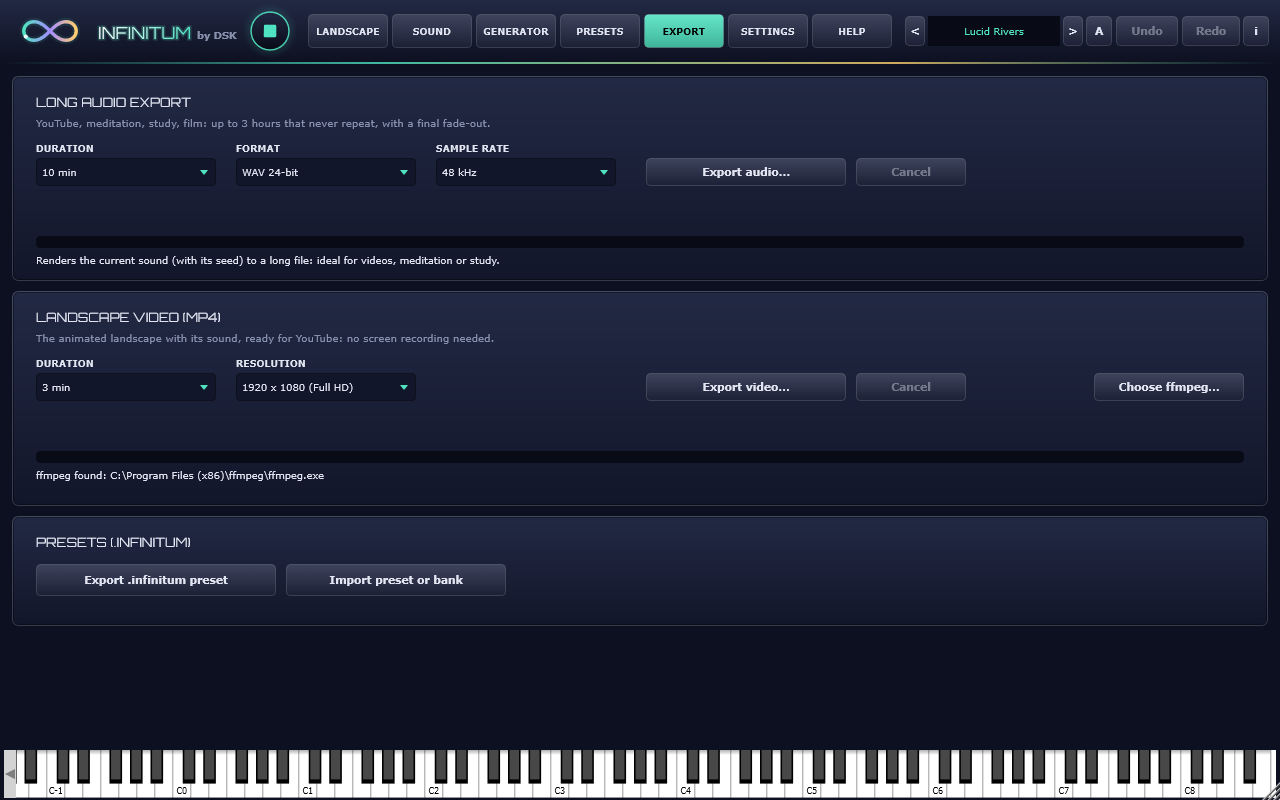 INFINITUM by DSK
LANDSCAPE SOUND GENERATOR PRESETS EXPORT SETTINGS HELP
< Lucid Rivers > A Undo Redo i
LONG AUDIO EXPORT
YouTube, meditation, study, film: up to 3 hours that never repeat, with a final fade-out.
DURATION FORMAT SAMPLE RATE
10 min WAV 24-bit 48 kHz Export audio... Cancel
Renders the current sound (with its seed) to a long file: ideal for videos, meditation or study.
LANDSCAPE VIDEO (MP4)
The animated landscape with its sound, ready for YouTube: no screen recording needed.
DURATION RESOLUTION
3 min 1920 x 1080 (Full HD) Export video... Cancel Choose ffmpeg...
ffmpeg found: C:\Program Files (x86)\ffmpeg\ffmpeg.exe
PRESETS (.INFINITUM)
Export .infinitum preset Import preset or bank
C-1 C0 C1 C2 C3 C4 C5 C6 C7 C8